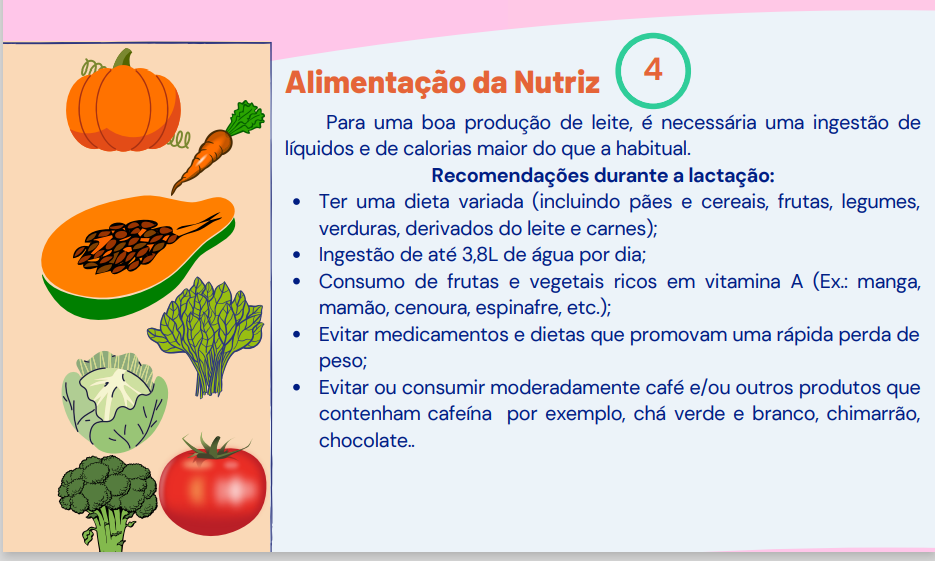 Alimentação da Nutriz 4
Para uma boa produção de leite, é necessária uma ingestão de
líquidos e de calorias maior do que a habitual.
Recomendações durante a lactação:
• Ter uma dieta variada (incluindo pães e cereais, frutas, legumes,
verduras, derivados do leite e carnes);
• Ingestão de até 3,8L de água por dia;
• Consumo de frutas e vegetais ricos em vitamina A (Ex.: manga,
mamão, cenoura, espinafre, etc.);
• Evitar medicamentos e dietas que promovam uma rápida perda de
peso;
• Evitar ou consumir moderadamente café e/ou outros produtos que
contenham cafeína  por exemplo, chá verde e branco, chimarrão,
chocolate..